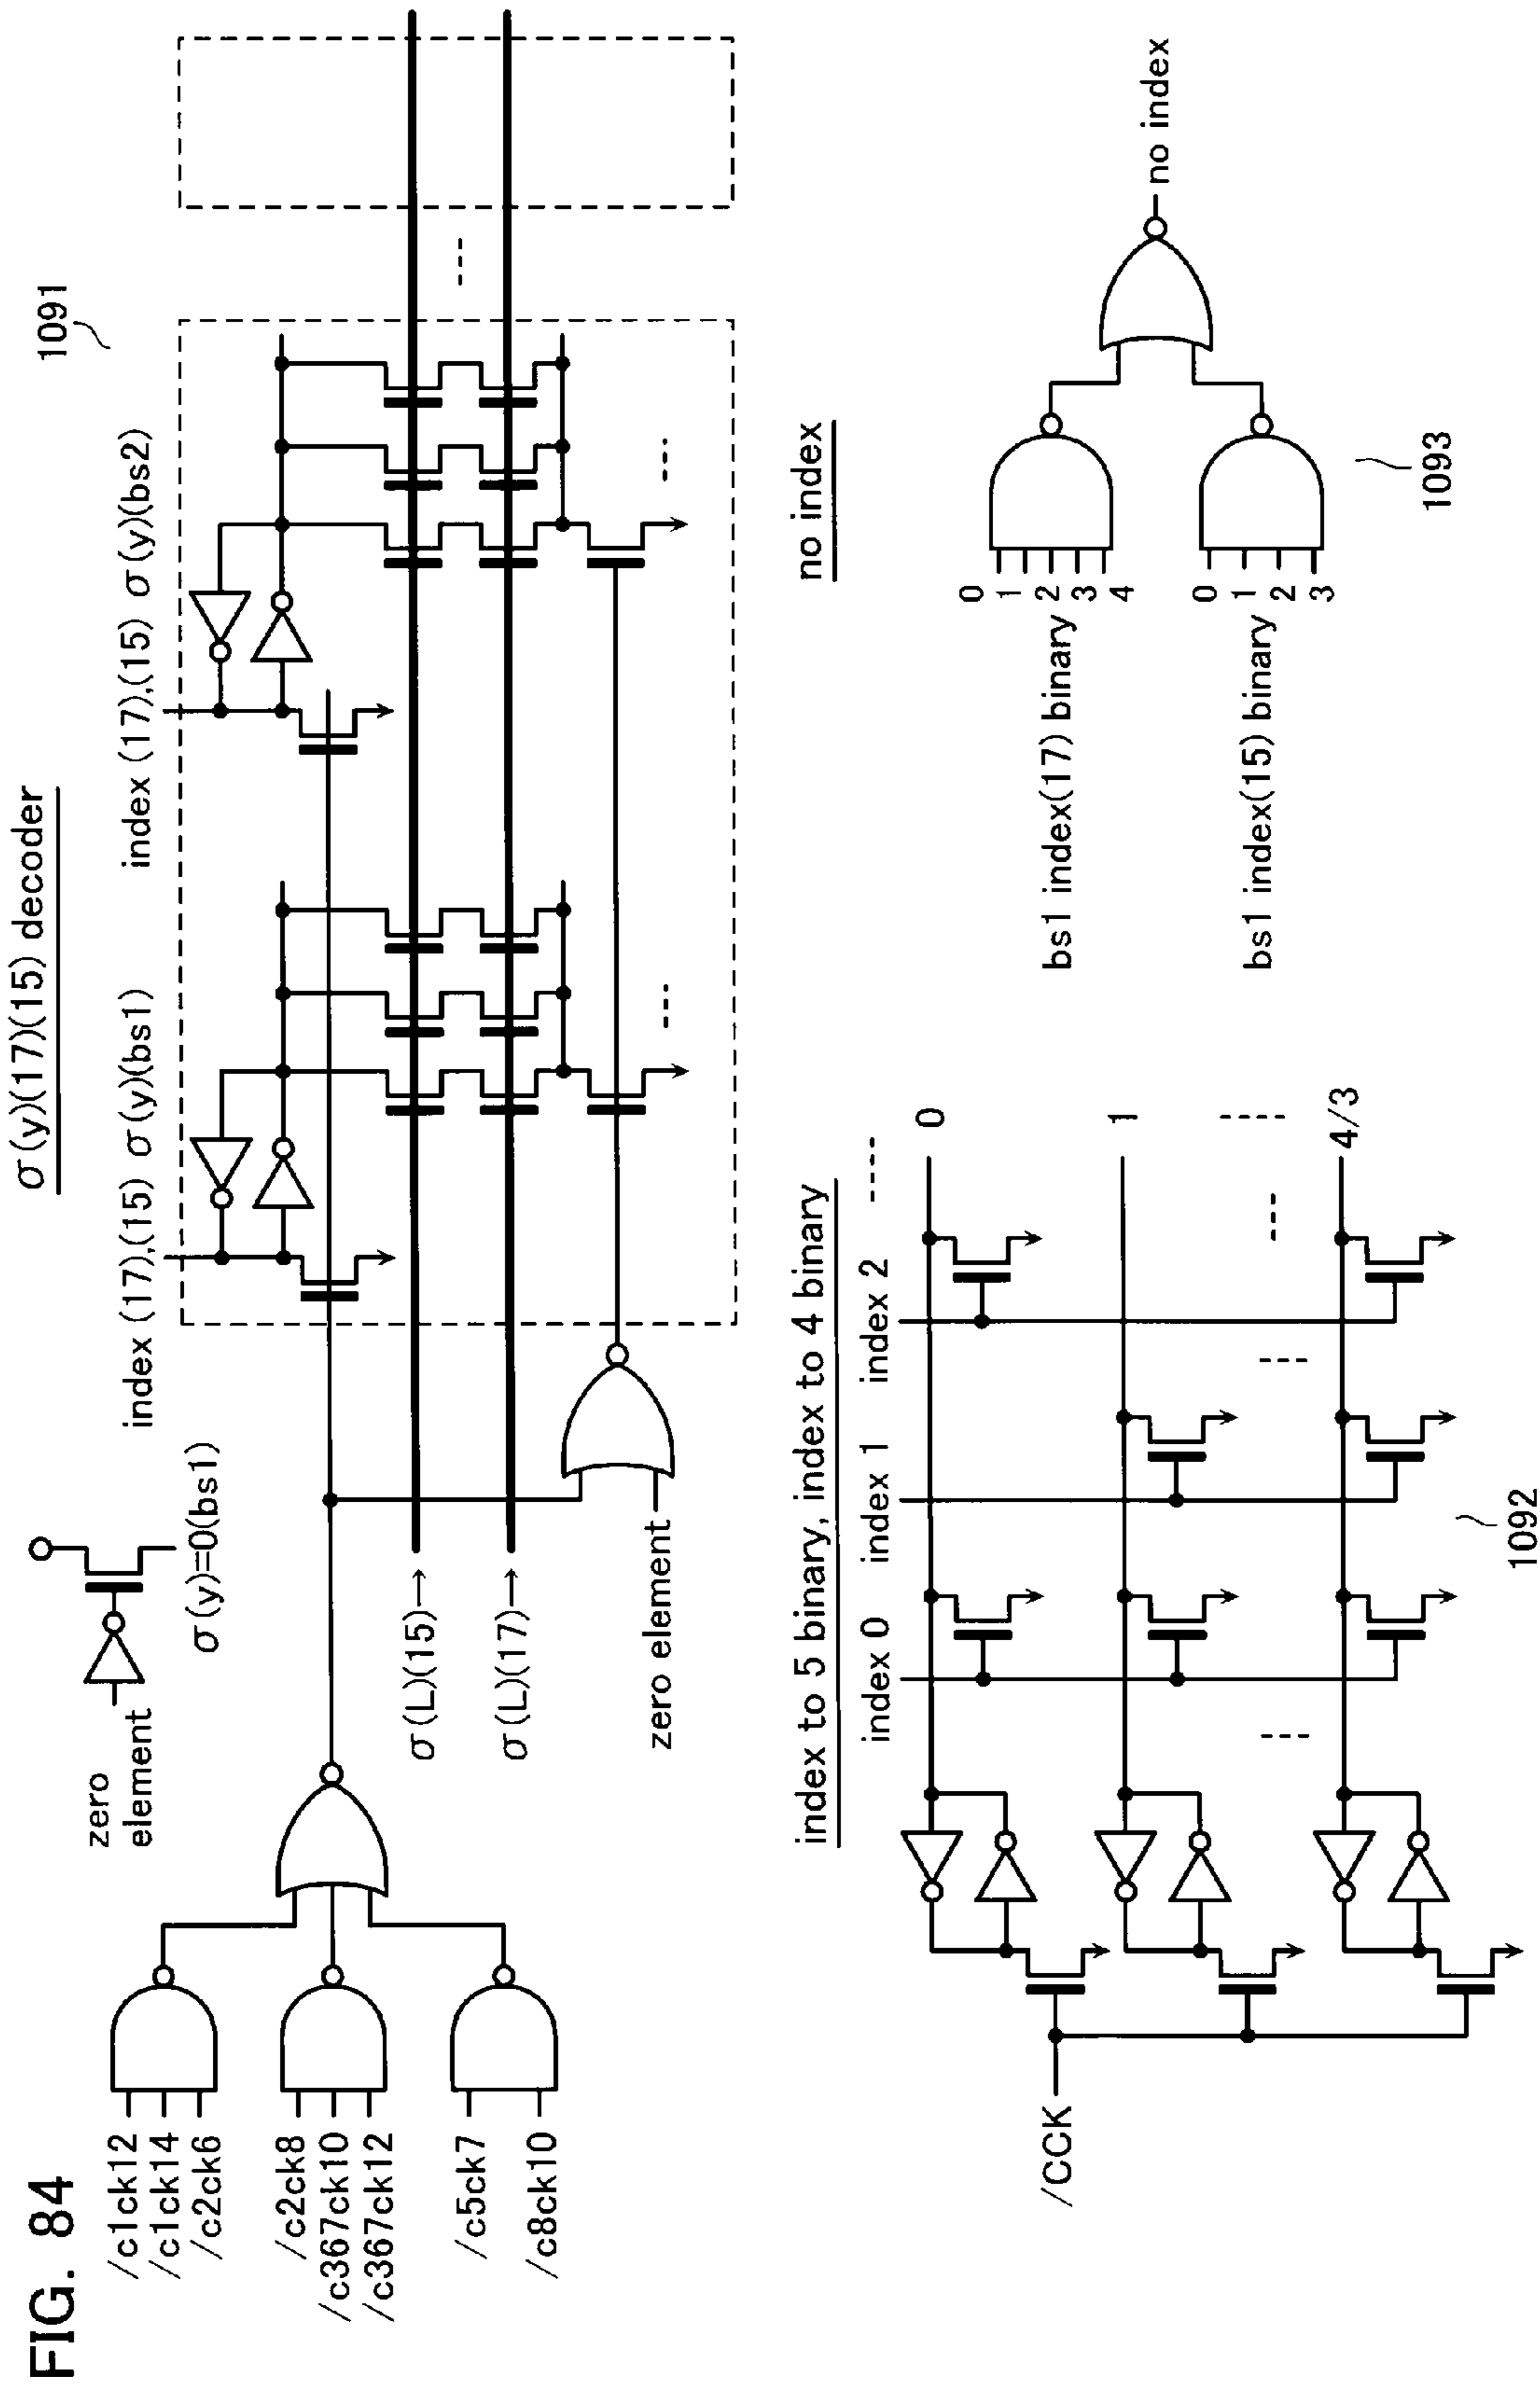 FIG. 84
σ(y)(17)(15) decoder
1091
/c1ck12
/c1ck14
/c2ck6
/c2ck8
/c367ck10
/c367ck12
/c5ck7
/c8ck10
zero
element
σ(y)=0(bs1)
index (17),(15) σ(y)(bs1)
index (17),(15) σ(y)(bs2)
σ(L)(15)→
σ(L)(17)→
zero element
index to 5 binary, index to 4 binary
index 0
index 1
index 2
0
1
4/3
/CCK
1092
no index
0
1
2
3
4
bs1 index(17) binary
0
1
2
3
bs1 index(15) binary
no index
1093